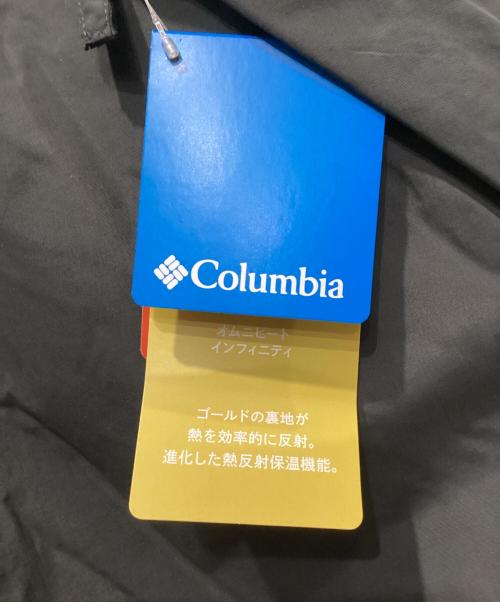 Columbia
オムニヒート
インフィニティ
ゴールドの裏地が
熱を効率的に反射。
進化した熱反射保温機能。